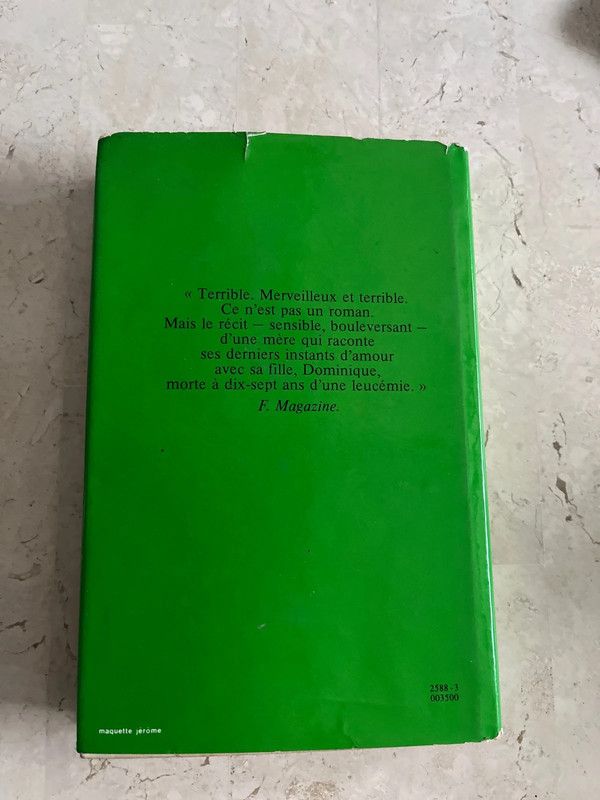 « Terrible. Merveilleux et terrible.
Ce n'est pas un roman.
Mais le récit — sensible, bouleversant —
d'une mère qui raconte
ses derniers instants d'amour
avec sa fille, Dominique,
morte à dix-sept ans d'une leucémie. »
F. Magazine.
2588-3
003500
maquette jérôme